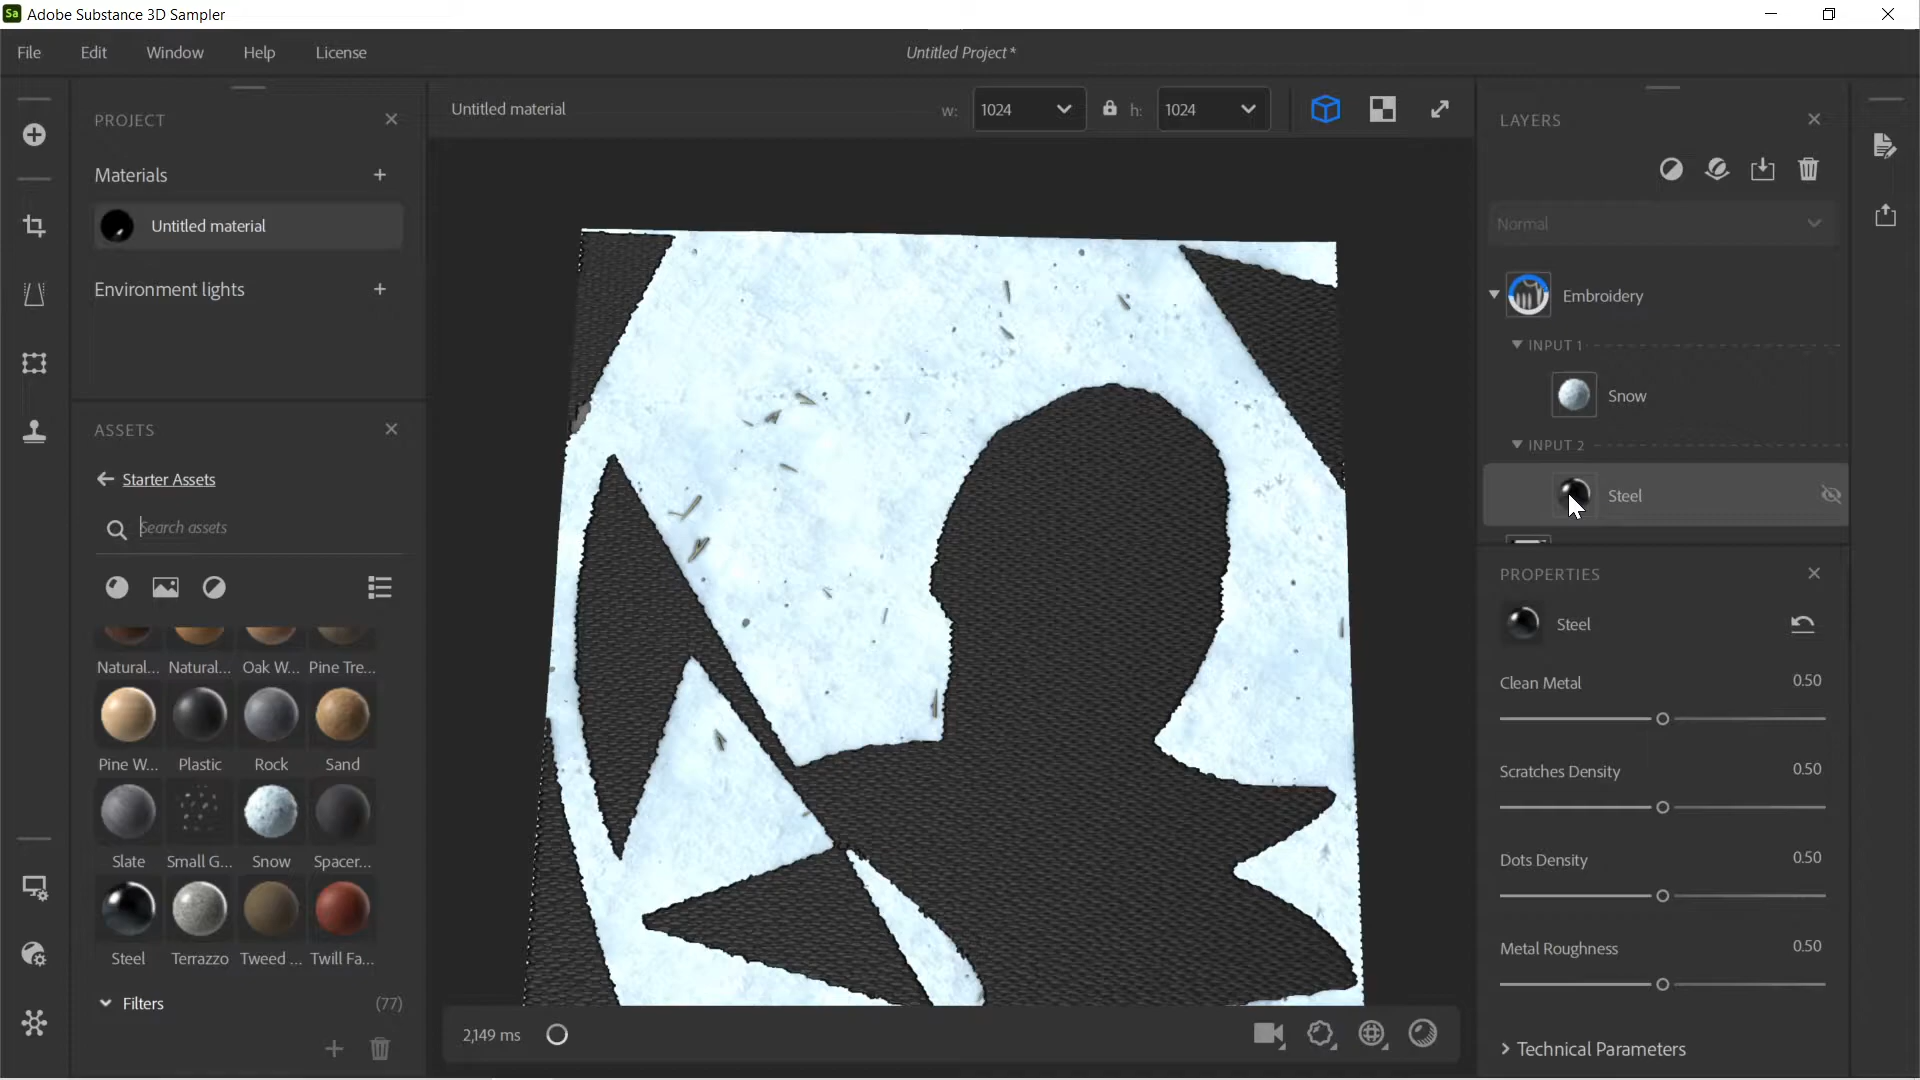 Sa Adobe Substance 3D Sampler
File Edit Window Help License Untitled Project*
PROJECT
Materials
Untitled material
Environment lights
ASSETS
Starter Assets
Search assets
Natural... Natural... Oak W... Pine Tre...
Pine W... Plastic Rock Sand
Slate Small G... Snow Spacer...
Steel Terrazzo Tweed ... Twill Fa...
Filters (77)
Untitled material w: 1024 h: 1024
2,149 ms
LAYERS
Normal
Embroidery
INPUT 1
Snow
INPUT 2
Steel
PROPERTIES
Steel
Clean Metal 0.50
Scratches Density 0.50
Dots Density 0.50
Metal Roughness 0.50
Technical Parameters